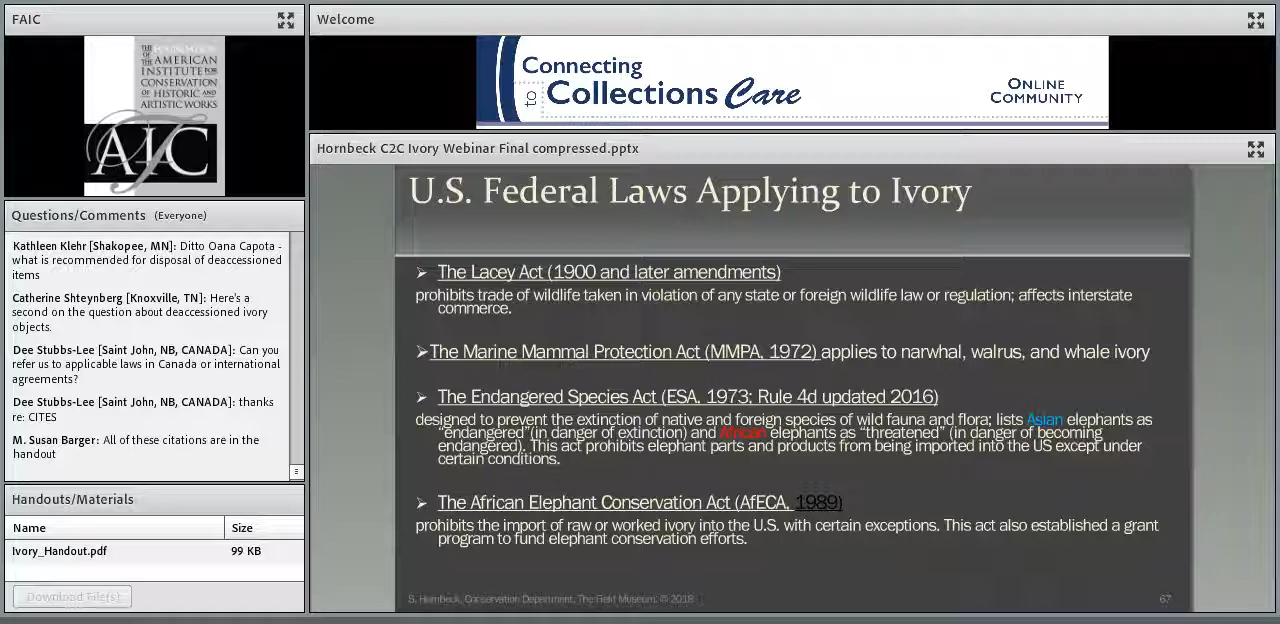 FAIC
THE
FOUNDATION
OF THE
AMERICAN
INSTITUTE FOR
CONSERVATION
OF HISTORIC AND
ARTISTIC WORKS
AIC
Questions/Comments (Everyone)
Kathleen Klehr [Shakopee, MN]: Ditto Oana Capota -
what is recommended for disposal of deaccessioned
items
Catherine Shteynberg [Knoxville, TN]: Here's a
second on the question about deaccessioned ivory
objects.
Dee Stubbs-Lee [Saint John, NB, CANADA]: Can you
refer us to applicable laws in Canada or international
agreements?
Dee Stubbs-Lee [Saint John, NB, CANADA]: thanks
re: CITES
M. Susan Barger: All of these citations are in the
handout
Handouts/Materials
Name Size
Ivory_Handout.pdf 99 KB
Download File(s)
Welcome
Connecting
to Collections Care
ONLINE
COMMUNITY
Hornbeck C2C Ivory Webinar Final compressed.pptx
U.S. Federal Laws Applying to Ivory
➢ The Lacey Act (1900 and later amendments)
prohibits trade of wildlife taken in violation of any state or foreign wildlife law or regulation; affects interstate
commerce.
➢The Marine Mammal Protection Act (MMPA, 1972) applies to narwhal, walrus, and whale ivory
➢ The Endangered Species Act (ESA, 1973; Rule 4d updated 2016)
designed to prevent the extinction of native and foreign species of wild fauna and flora; lists Asian elephants as
“endangered”(in danger of extinction) and African elephants as “threatened” (in danger of becoming
endangered). This act prohibits elephant parts and products from being imported into the US except under
certain conditions.
➢ The African Elephant Conservation Act (AfECA, 1989)
prohibits the import of raw or worked ivory into the U.S. with certain exceptions. This act also established a grant
program to fund elephant conservation efforts.
S. Hornbeck, Conservation Department, The Field Museum. © 2018
67